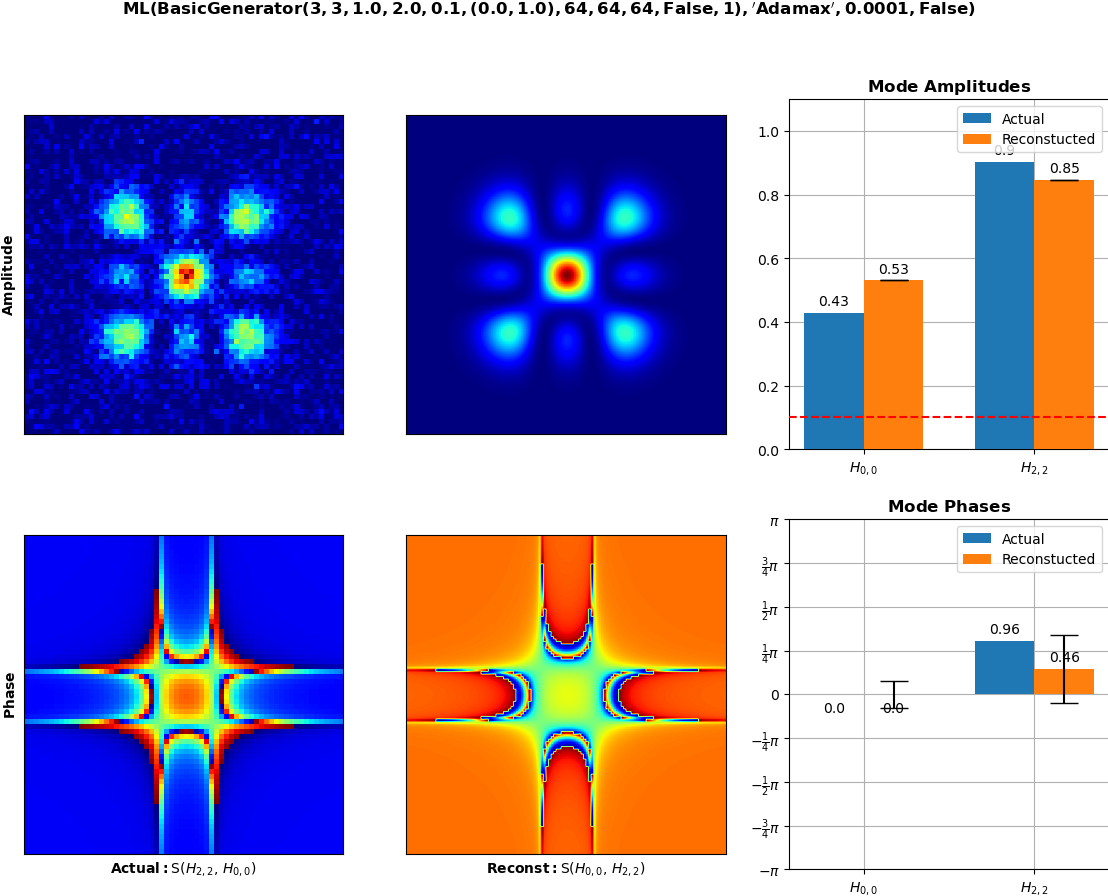 ML(BasicGenerator(3, 3, 1.0, 2.0, 0.1, (0.0, 1.0), 64, 64, 64, False, 1), ′Adamax′, 0.0001, False)
Amplitude
Mode Amplitudes
Actual
Reconstucted
1.0
0.8
0.6
0.4
0.2
0.0
0.43
0.53
0.9
0.85
H0,0
H2,2
Phase
Actual: S(H2,2, H0,0)
Reconst: S(H0,0, H2,2)
Mode Phases
Actual
Reconstucted
π
3/4π
1/2π
1/4π
0
−1/4π
−1/2π
−3/4π
−π
0.0
0.0
0.96
0.46
H0,0
H2,2